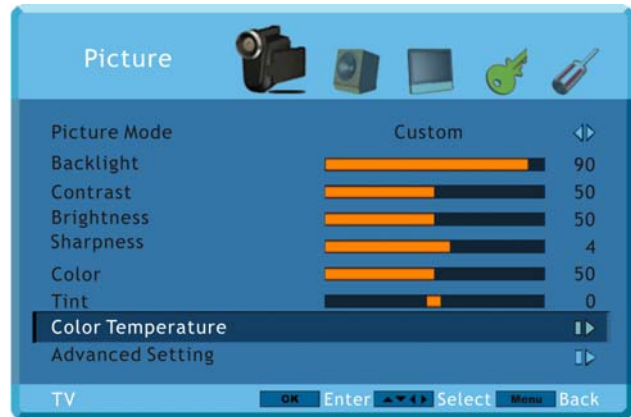 Picture
Picture Mode Custom
Backlight 90
Contrast 50
Brightness 50
Sharpness 4
Color 50
Tint 0
Color Temperature
Advanced Setting
TV OK Enter Select Menu Back